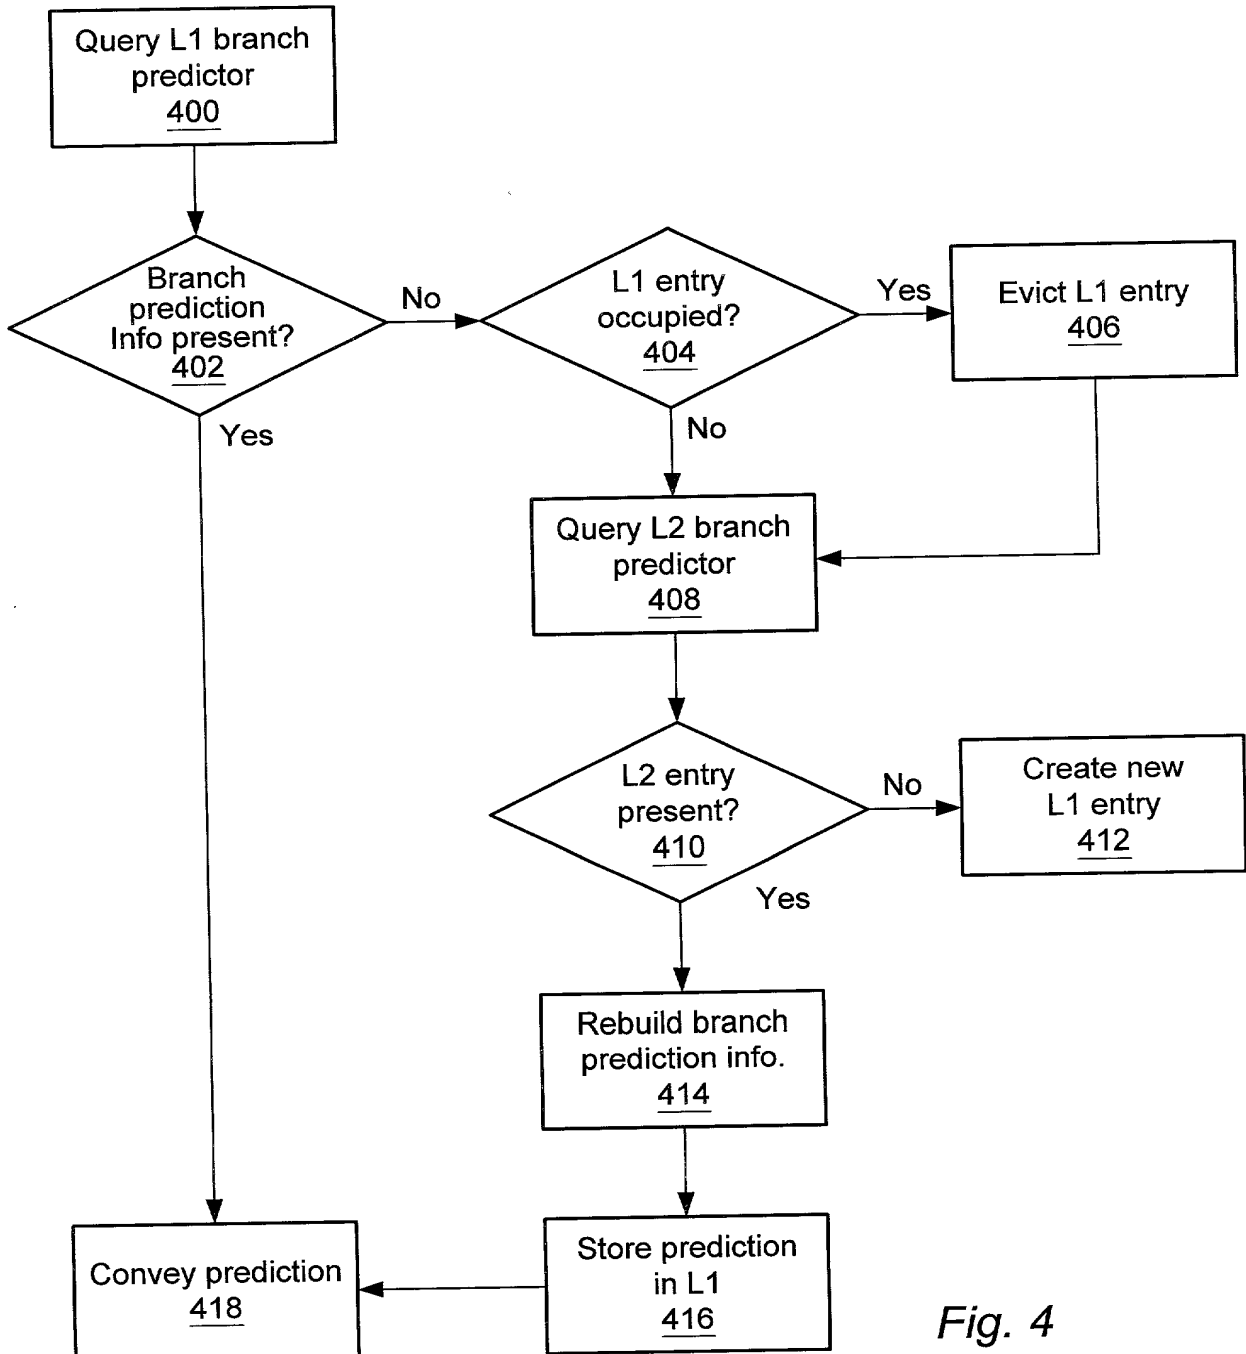 Query L1 branch
predictor
400
Branch
prediction
Info present?
402
No
Yes
L1 entry
occupied?
404
Yes
No
Evict L1 entry
406
Query L2 branch
predictor
408
L2 entry
present?
410
No
Yes
Create new
L1 entry
412
Rebuild branch
prediction info.
414
Store prediction
in L1
416
Convey prediction
418
Fig. 4